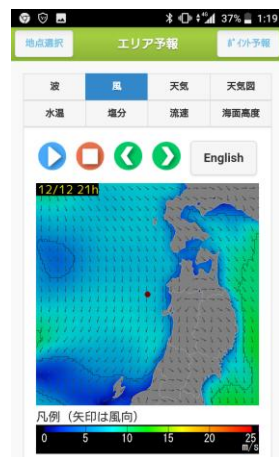 37% 1:19
地点選択 エリア予報 ポイント予報
波 風 天気 天気図
水温 塩分 流速 海面高度
English
12/12 21h
凡例（矢印は風向）
0 5 10 15 20 25
m/s